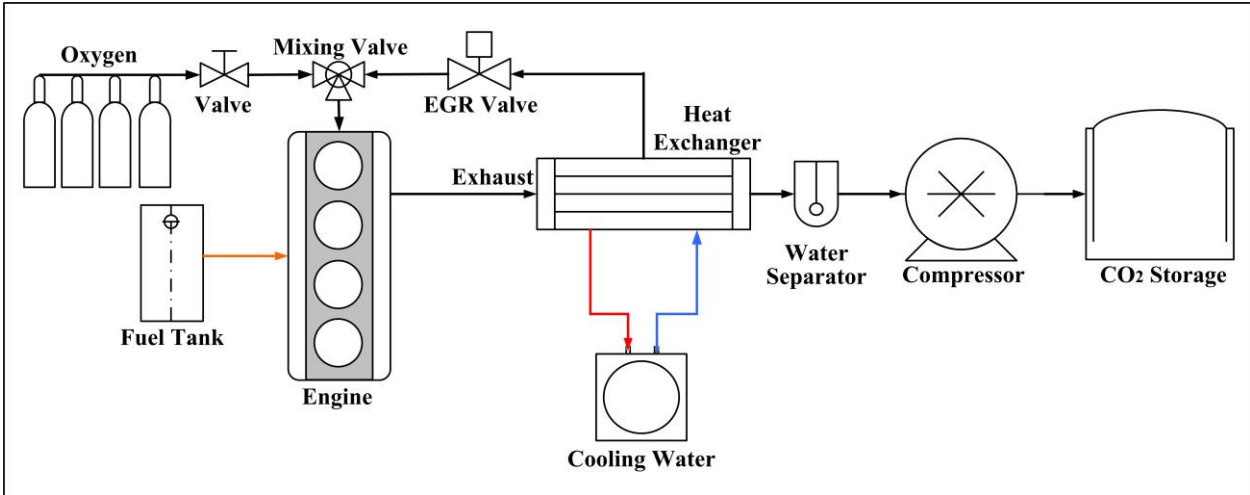 Oxygen
Mixing Valve
Valve
EGR Valve
Heat
Exchanger
Exhaust
Fuel Tank
Engine
Water
Separator
Compressor
CO2 Storage
Cooling Water